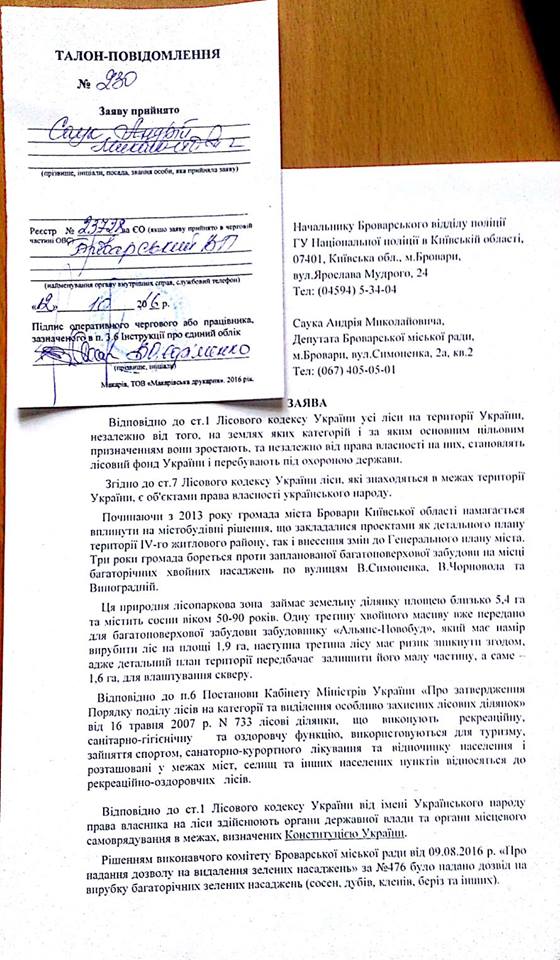 ТАЛОН-ПОВІДОМЛЕННЯ
№ 930
Заяву прийнято
Саук Андрій
(прізвище, ініціали, посада, звання особи, яка прийняла заяву)
Реєстр № за ЄО (якщо заяву прийнято в черговій
частині ОВС) Броварський ВП
(найменування органу внутрішніх справ, службовий телефон)
«12» 10 2016 р.
Підпис оперативного чергового або працівника,
зазначеного в п. 3.6 Інструкції про єдиний облік
(прізвище, ініціали)
Макарів, ТОВ «Макарівська друкарня». 2016 рік.
Начальнику Броварського відділу поліції
ГУ Національної поліції в Київській області,
07401, Київська обл., м.Бровари,
вул.Ярослава Мудрого, 24
Тел: (04594) 5-34-04
Саука Андрія Миколайовича,
Депутата Броварської міської ради,
м.Бровари, вул.Симоненка, 2а, кв.2
Тел: (067) 405-05-01
ЗАЯВА
Відповідно до ст.1 Лісового кодексу України усі ліси на території України,
незалежно від того, на землях яких категорій і за яким основним цільовим
призначенням вони зростають, та незалежно від права власності на них, становлять
лісовий фонд України і перебувають під охороною держави.
Згідно до ст.7 Лісового кодексу України ліси, які знаходяться в межах території
України, є об'єктами права власності українського народу.
Починаючи з 2013 року громада міста Бровари Київської області намагається
вплинути на містобудівні рішення, що закладалися проектами як детального плану
території IV-го житлового району, так і внесення змін до Генерального плану міста.
Три роки громада бореться проти запланованої багатоповерхової забудови на місці
багаторічних хвойних насаджень по вулицям В.Симоненка, В.Чорновола та
Виноградній.
Ця природня лісопаркова зона займає земельну ділянку площею близько 5,4 га
та містить сосни віком 50-90 років. Одну третину хвойного масиву вже передано
для багатоповерхової забудови забудовнику «Альянс-Новобуд», який має намір
вирубити ліс на площі 1,9 га, наступна третина лісу має ризик зникнути згодом,
адже детальний план території передбачає залишити його малу частину, а саме –
1,6 га, для влаштування скверу.
Відповідно до п.6 Постанови Кабінету Міністрів України «Про затвердження
Порядку поділу лісів на категорії та виділення особливо захисних лісових ділянок»
від 16 травня 2007 р. N 733 лісові ділянки, що виконують рекреаційну,
санітарно-гігієнічну та оздоровчу функцію, використовуються для туризму,
зайняття спортом, санаторно-курортного лікування та відпочинку населення і
розташовані у межах міст, селищ та інших населених пунктів відносяться до
рекреаційно-оздоровчих лісів.
Відповідно до ст.1 Лісового кодексу України від імені Українського народу
права власника на ліси здійснюють органи державної влади та органи місцевого
самоврядування в межах, визначених Конституцією України.
Рішенням виконавчого комітету Броварської міської ради від 09.08.2016 р. «Про
надання дозволу на видалення зелених насаджень» за №476 було надано дозвіл на
вирубку багаторічних зелених насаджень (сосен, дубів, кленів, беріз та інших).